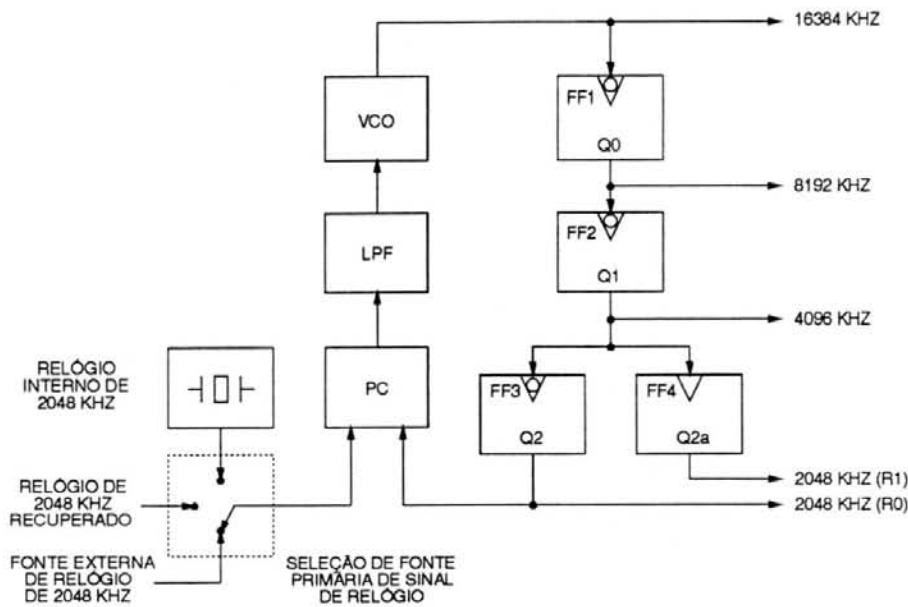 16384 KHZ
FF1
VCO
Q0
8192 KHZ
FF2
LPF
Q1
4096 KHZ
RELÓGIO
INTERNO DE
2048 KHZ
PC
FF3
FF4
Q2
Q2a
2048 KHZ (R1)
RELÓGIO DE
2048 KHZ
RECUPERADO
2048 KHZ (R0)
FONTE EXTERNA
DE RELÓGIO
DE 2048 KHZ
SELEÇÃO DE FONTE
PRIMÁRIA DE SINAL
DE RELÓGIO